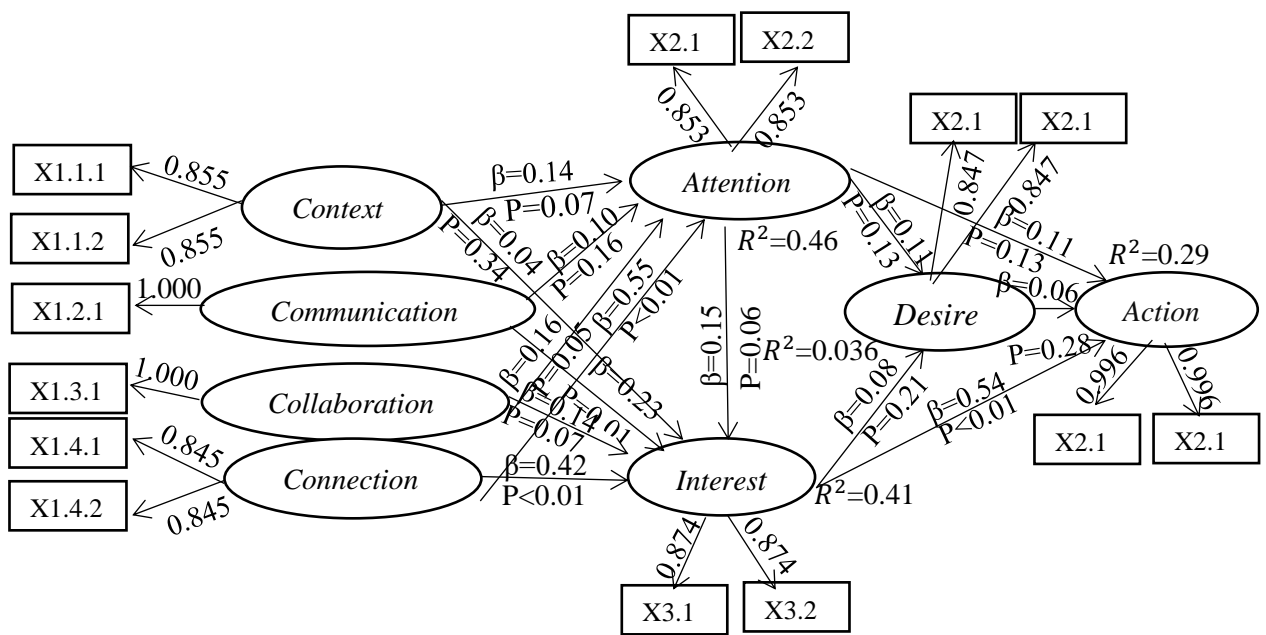 X2.1
X2.2
0.853
0.853
X2.1
X2.1
0.847
0.847
X1.1.1
X1.1.2
0.855
0.855
Context
β=0.14
P=0.07
Attention
R²=0.46
β=0.04
P=0.34
β=0.10
P=0.16
β=0.11
P=0.13
β=0.11
P=0.13
R²=0.29
X1.2.1
1.000
Communication
β=0.55
P<0.01
β=0.16
P=0.05
β=0.23
P=0.01
β=0.15
P=0.06
R²=0.036
Desire
β=0.06
P=0.28
Action
0.996
0.996
X2.1
X2.1
X1.3.1
1.000
Collaboration
β=0.14
P=0.07
β=0.08
P=0.21
β=0.54
P<0.01
X1.4.1
X1.4.2
0.845
0.845
Connection
β=0.42
P<0.01
Interest
R²=0.41
0.874
0.874
X3.1
X3.2